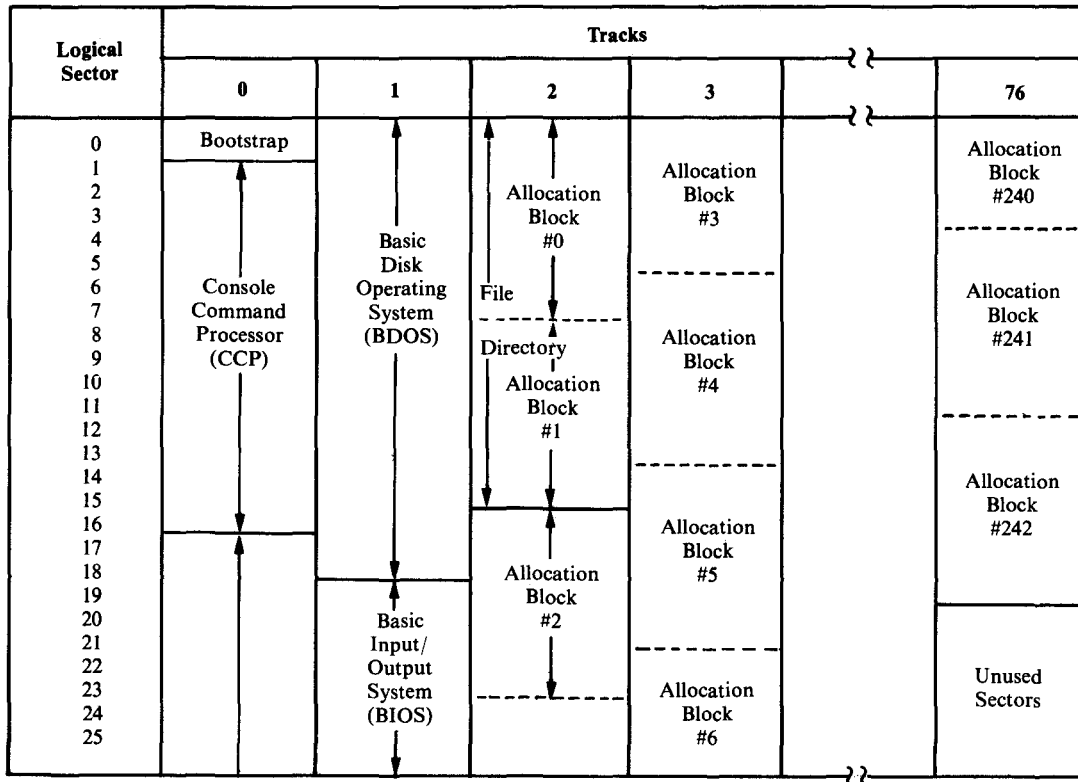 Logical
Sector
Tracks
0
1
2
3
76
0
1
2
3
4
5
6
7
8
9
10
11
12
13
14
15
16
17
18
19
20
21
22
23
24
25
Bootstrap
Console
Command
Processor
(CCP)
Basic
Disk
Operating
System
(BDOS)
Basic
Input/
Output
System
(BIOS)
File
Directory
Allocation
Block
#0
Allocation
Block
#1
Allocation
Block
#2
Allocation
Block
#3
Allocation
Block
#4
Allocation
Block
#5
Allocation
Block
#6
Allocation
Block
#240
Allocation
Block
#241
Allocation
Block
#242
Unused
Sectors